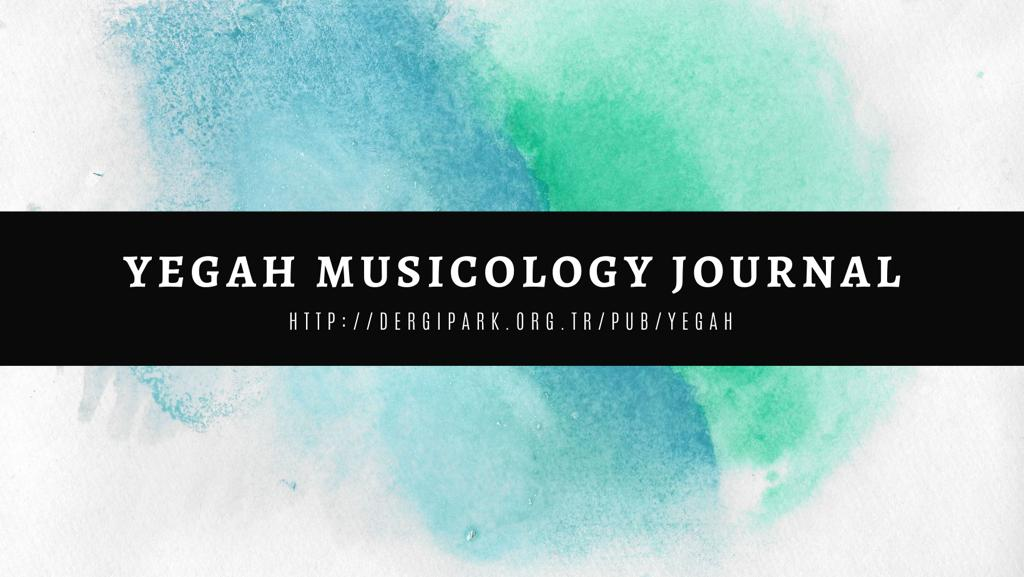 YEGAH MUSICOLOGY JOURNAL
HTTP://DERGIPARK.ORG.TR/PUB/YEGAH